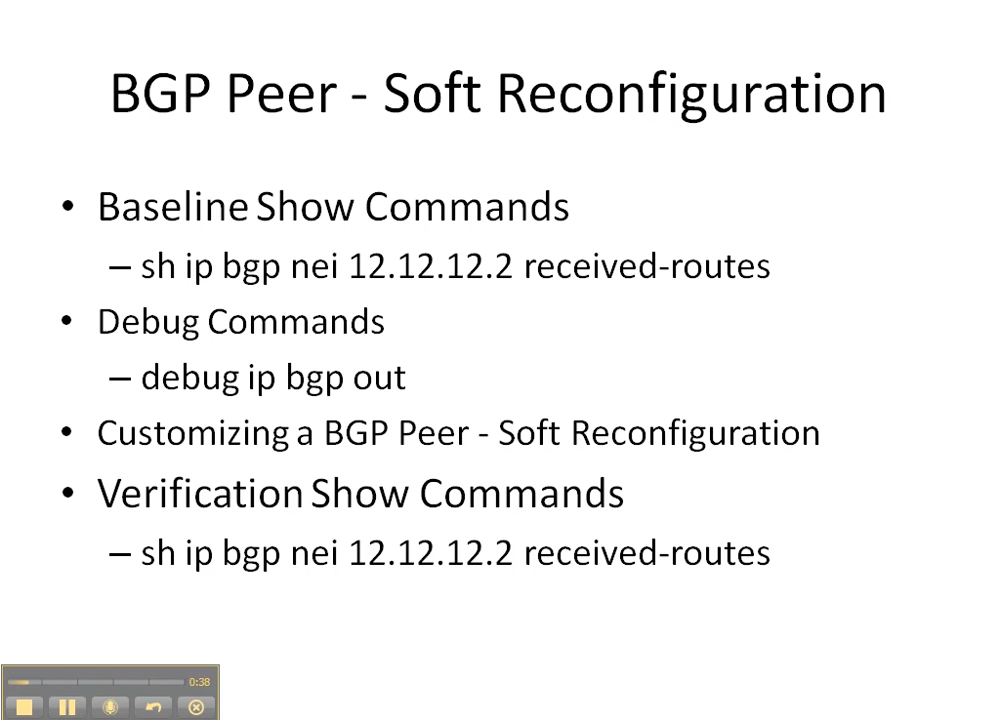 BGP Peer - Soft Reconfiguration
• Baseline Show Commands
– sh ip bgp nei 12.12.12.2 received-routes
• Debug Commands
– debug ip bgp out
• Customizing a BGP Peer - Soft Reconfiguration
• Verification Show Commands
– sh ip bgp nei 12.12.12.2 received-routes
0:38